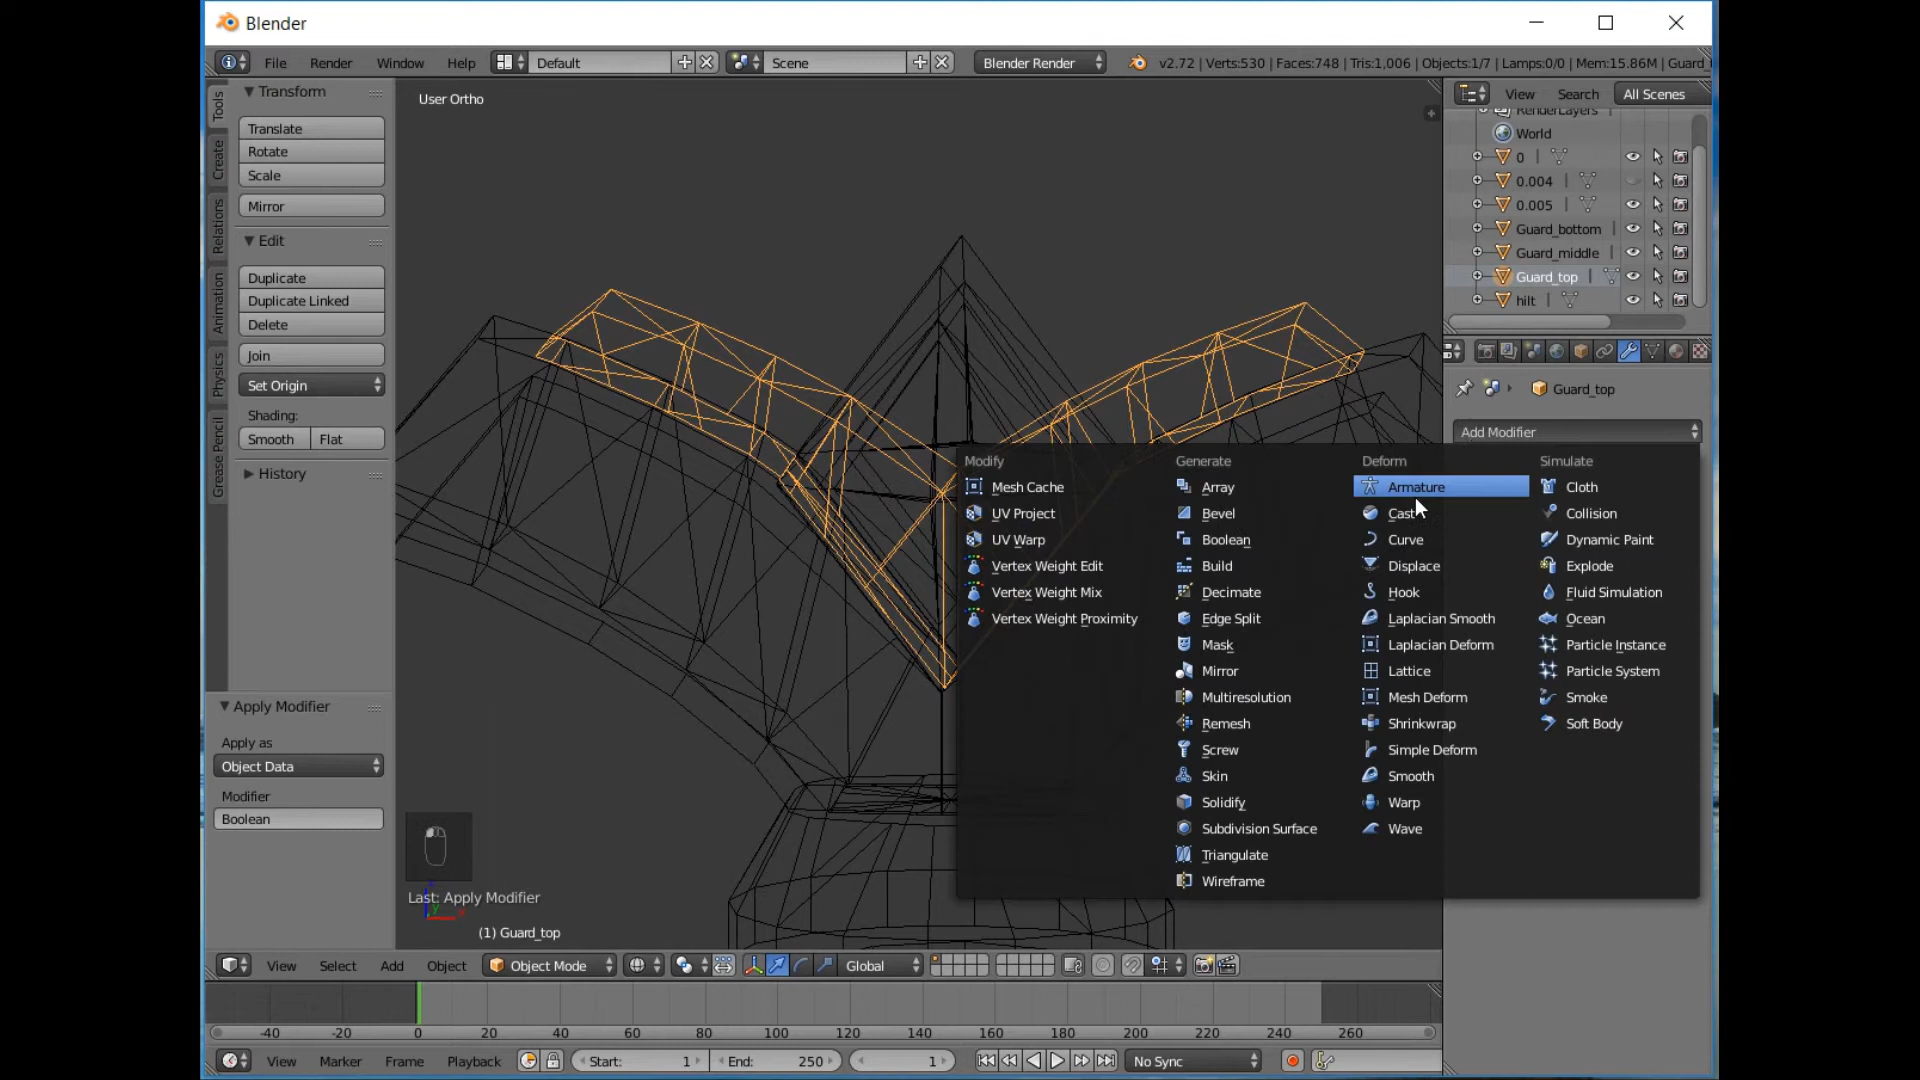 Blender
File Render Window Help Default Scene Blender Render v2.72 | Verts:530 | Faces:748 | Tris:1,006 | Objects:1/7 | Lamps:0/0 | Mem:15.86M | Guard_
Tools
Create
Relations
Animation
Physics
Grease Pencil
Transform
Translate
Rotate
Scale
Mirror
Edit
Duplicate
Duplicate Linked
Delete
Join
Set Origin
Shading:
Smooth Flat
History
Apply Modifier
Apply as
Object Data
Modifier
Boolean
User Ortho
Last: Apply Modifier
(1) Guard_top
View Search All Scenes
RenderLayers
World
0
0.004
0.005
Guard_bottom
Guard_middle
Guard_top
hilt
Guard_top
Add Modifier
Modify
Mesh Cache
UV Project
UV Warp
Vertex Weight Edit
Vertex Weight Mix
Vertex Weight Proximity
Generate
Array
Bevel
Boolean
Build
Decimate
Edge Split
Mask
Mirror
Multiresolution
Remesh
Screw
Skin
Solidify
Subdivision Surface
Triangulate
Wireframe
Deform
Armature
Cast
Curve
Displace
Hook
Laplacian Smooth
Laplacian Deform
Lattice
Mesh Deform
Shrinkwrap
Simple Deform
Smooth
Warp
Wave
Simulate
Cloth
Collision
Dynamic Paint
Explode
Fluid Simulation
Ocean
Particle Instance
Particle System
Smoke
Soft Body
View Select Add Object Object Mode Global
-40 -20 0 20 40 60 80 100 120 140 160 180 200 220 240 260
View Marker Frame Playback Start: 1 End: 250 1 No Sync